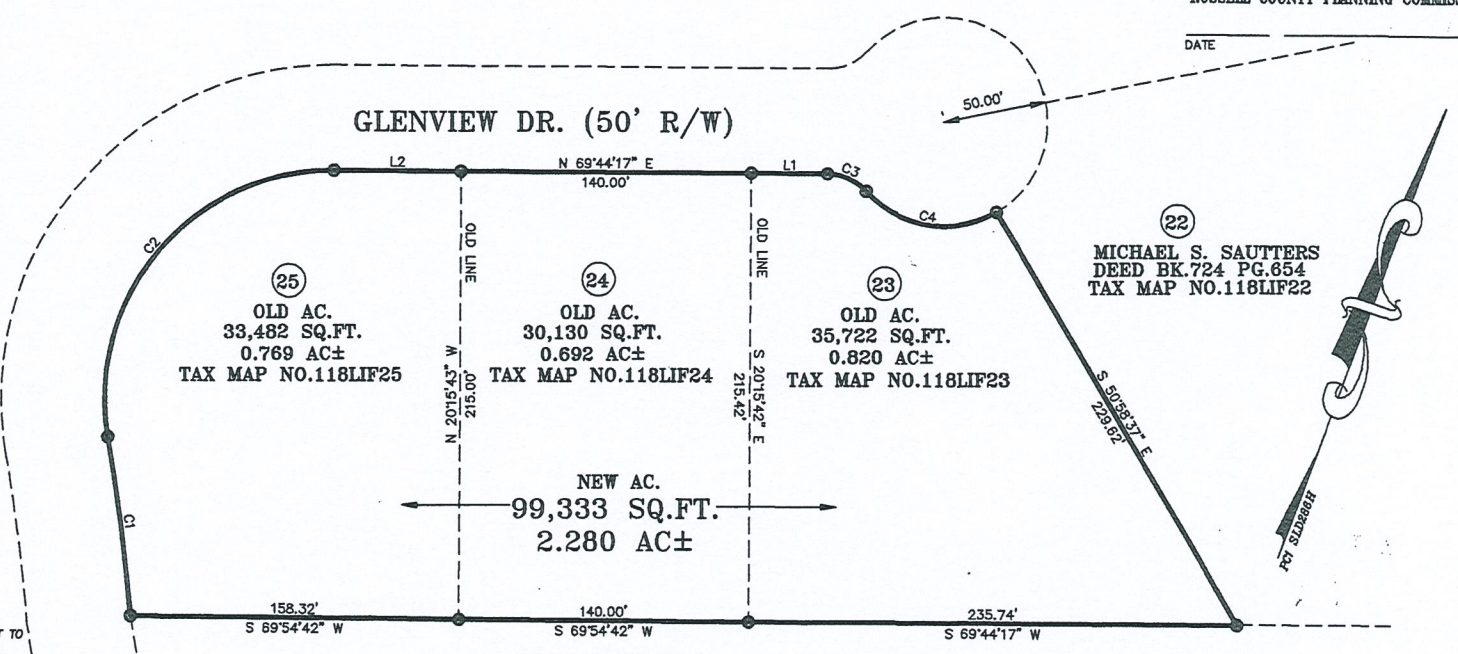 DATE
50.00'
GLENVIEW DR. (50' R/W)
L2
N 69°44'17" E
140.00'
L1
C3
C4
C2
C1
OLD LINE
OLD LINE
22
MICHAEL S. SAUTTERS
DEED BK.724 PG.654
TAX MAP NO.118LIF22
25
OLD AC.
33,482 SQ.FT.
0.769 AC±
TAX MAP NO.118LIF25
24
OLD AC.
30,130 SQ.FT.
0.692 AC±
TAX MAP NO.118LIF24
23
OLD AC.
35,722 SQ.FT.
0.820 AC±
TAX MAP NO.118LIF23
N 20°15'43" W
215.00'
S 20°15'42" E
215.42'
S 50°58'37" E
229.62'
NEW AC.
99,333 SQ.FT.
2.280 AC±
PC1 SLD286H
158.32'
S 69°54'42" W
140.00'
S 69°54'42" W
235.74'
S 69°44'17" W
TO